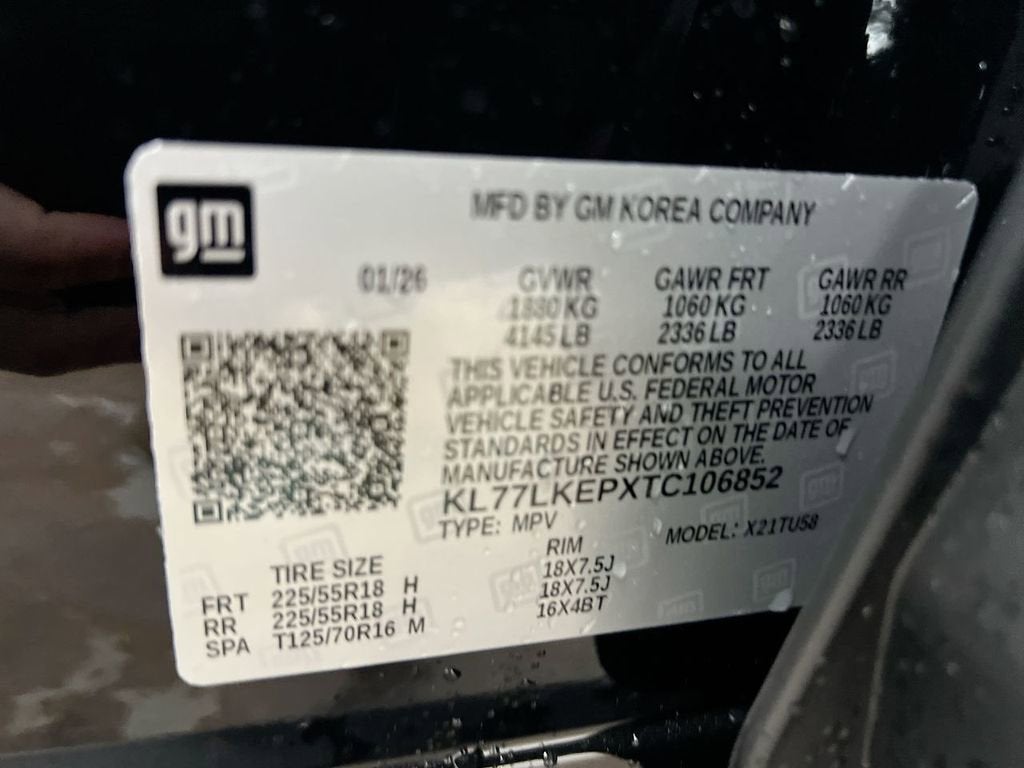 gm
MFD BY GM KOREA COMPANY
01/26 GVWR GAWR FRT GAWR RR
1880 KG 1060 KG 1060 KG
4145 LB 2336 LB 2336 LB
THIS VEHICLE CONFORMS TO ALL
APPLICABLE U.S. FEDERAL MOTOR
VEHICLE SAFETY AND THEFT PREVENTION
STANDARDS IN EFFECT ON THE DATE OF
MANUFACTURE SHOWN ABOVE.
KL77LKEPXTC106852
TYPE: MPV MODEL: X21TU58
TIRE SIZE RIM
FRT 225/55R18 H 18X7.5J
RR 225/55R18 H 18X7.5J
SPA T125/70R16 M 16X4BT